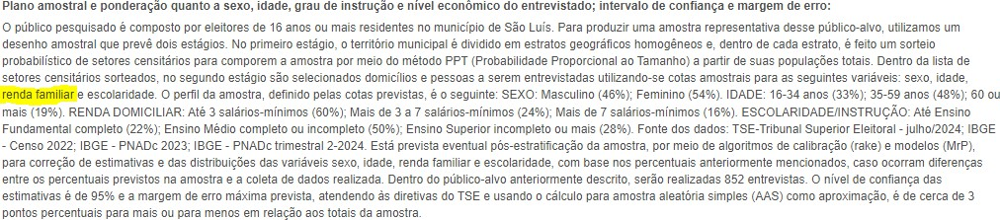 Plano amostral e ponderação quanto a sexo, idade, grau de instrução e nível econômico do entrevistado; intervalo de confiança e margem de erro:
O público pesquisado é composto por eleitores de 16 anos ou mais residentes no município de São Luís. Para produzir uma amostra representativa desse público-alvo, utilizamos um
desenho amostral que prevê dois estágios. No primeiro estágio, o território municipal é dividido em estratos geográficos homogêneos e, dentro de cada estrato, é feito um sorteio
probabilístico de setores censitários para comporem a amostra por meio do método PPT (Probabilidade Proporcional ao Tamanho) a partir de suas populações totais. Dentro da lista de
setores censitários sorteados, no segundo estágio são selecionados domicílios e pessoas a serem entrevistadas utilizando-se cotas amostrais para as seguintes variáveis: sexo, idade,
renda familiar e escolaridade. O perfil da amostra, definido pelas cotas previstas, é o seguinte: SEXO: Masculino (46%); Feminino (54%). IDADE: 16-34 anos (33%); 35-59 anos (48%); 60 ou
mais (19%). RENDA DOMICILIAR: Até 3 salários-mínimos (60%); Mais de 3 a 7 salários-mínimos (24%); Mais de 7 salários-mínimos (16%). ESCOLARIDADE/INSTRUÇÃO: Até Ensino
Fundamental completo (22%); Ensino Médio completo ou incompleto (50%); Ensino Superior incompleto ou mais (28%). Fonte dos dados: TSE-Tribunal Superior Eleitoral - julho/2024; IBGE
- Censo 2022; IBGE - PNADc 2023; IBGE - PNADc trimestral 2-2024. Está prevista eventual pós-estratificação da amostra, por meio de algoritmos de calibração (rake) e modelos (MrP),
para correção de estimativas e das distribuições das variáveis sexo, idade, renda familiar e escolaridade, com base nos percentuais anteriormente mencionados, caso ocorram diferenças
entre os percentuais previstos na amostra e a coleta de dados realizada. Dentro do público-alvo anteriormente descrito, serão realizadas 852 entrevistas. O nível de confiança das
estimativas é de 95% e a margem de erro máxima prevista, atendendo às diretivas do TSE e usando o cálculo para amostra aleatória simples (AAS) como aproximação, é de cerca de 3
pontos percentuais para mais ou para menos em relação aos totais da amostra.